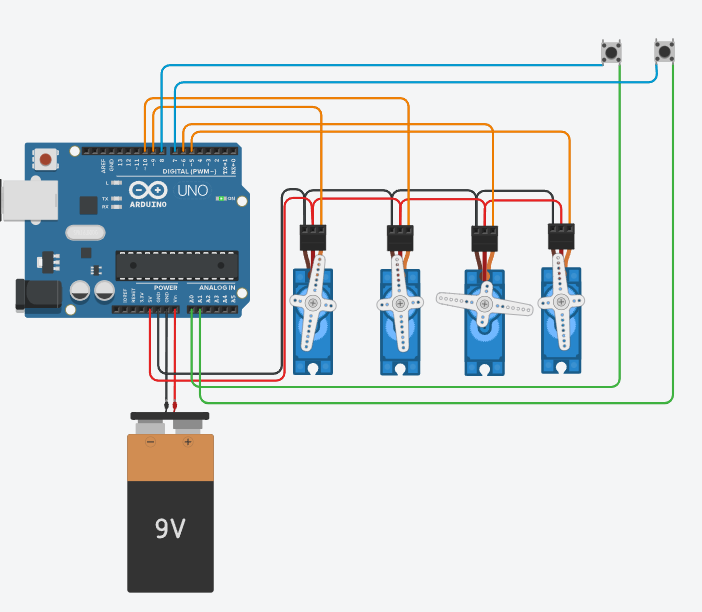 AREF
GND
13
12
~11
~10
~9
8
7
~6
~5
4
~3
2
TX→1
RX←0
DIGITAL (PWM~)
L
TX
RX
UNO
ON
ARDUINO
POWER
ANALOG IN
IOREF
RESET
3.3V
5V
GND
GND
Vin
A0
A1
A2
A3
A4
A5
9V